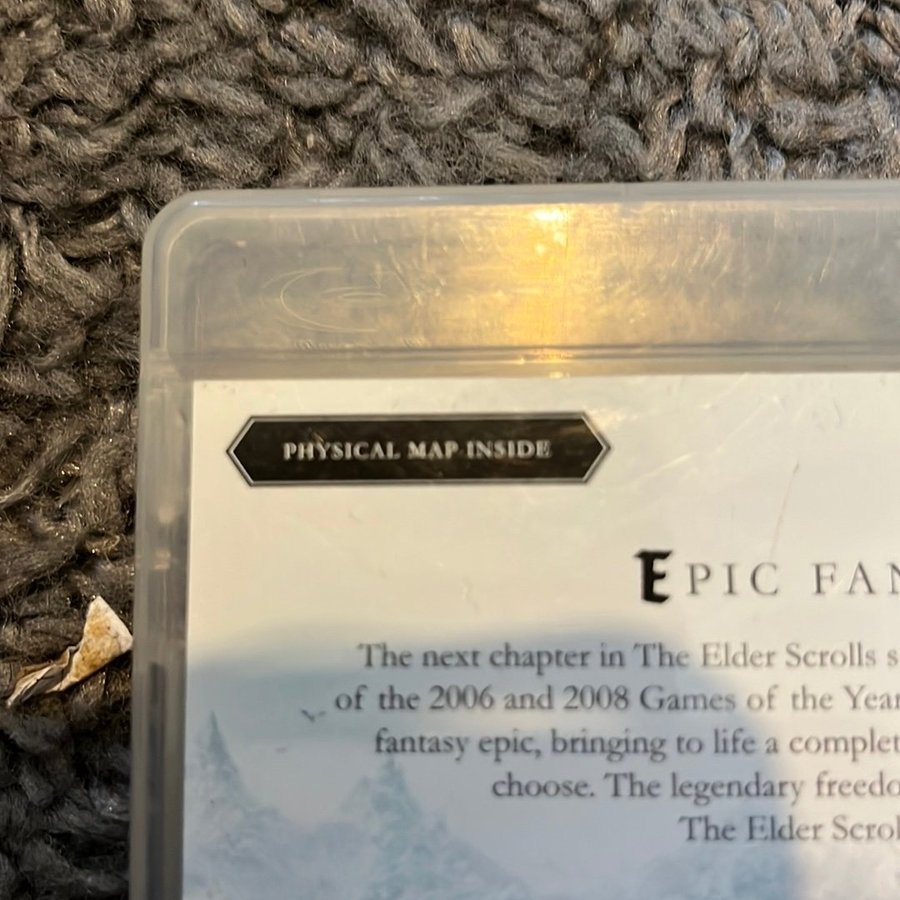 PHYSICAL MAP INSIDE
EPIC FAN
The next chapter in The Elder Scrolls s
of the 2006 and 2008 Games of the Year
fantasy epic, bringing to life a complet
choose. The legendary freedo
The Elder Scrol